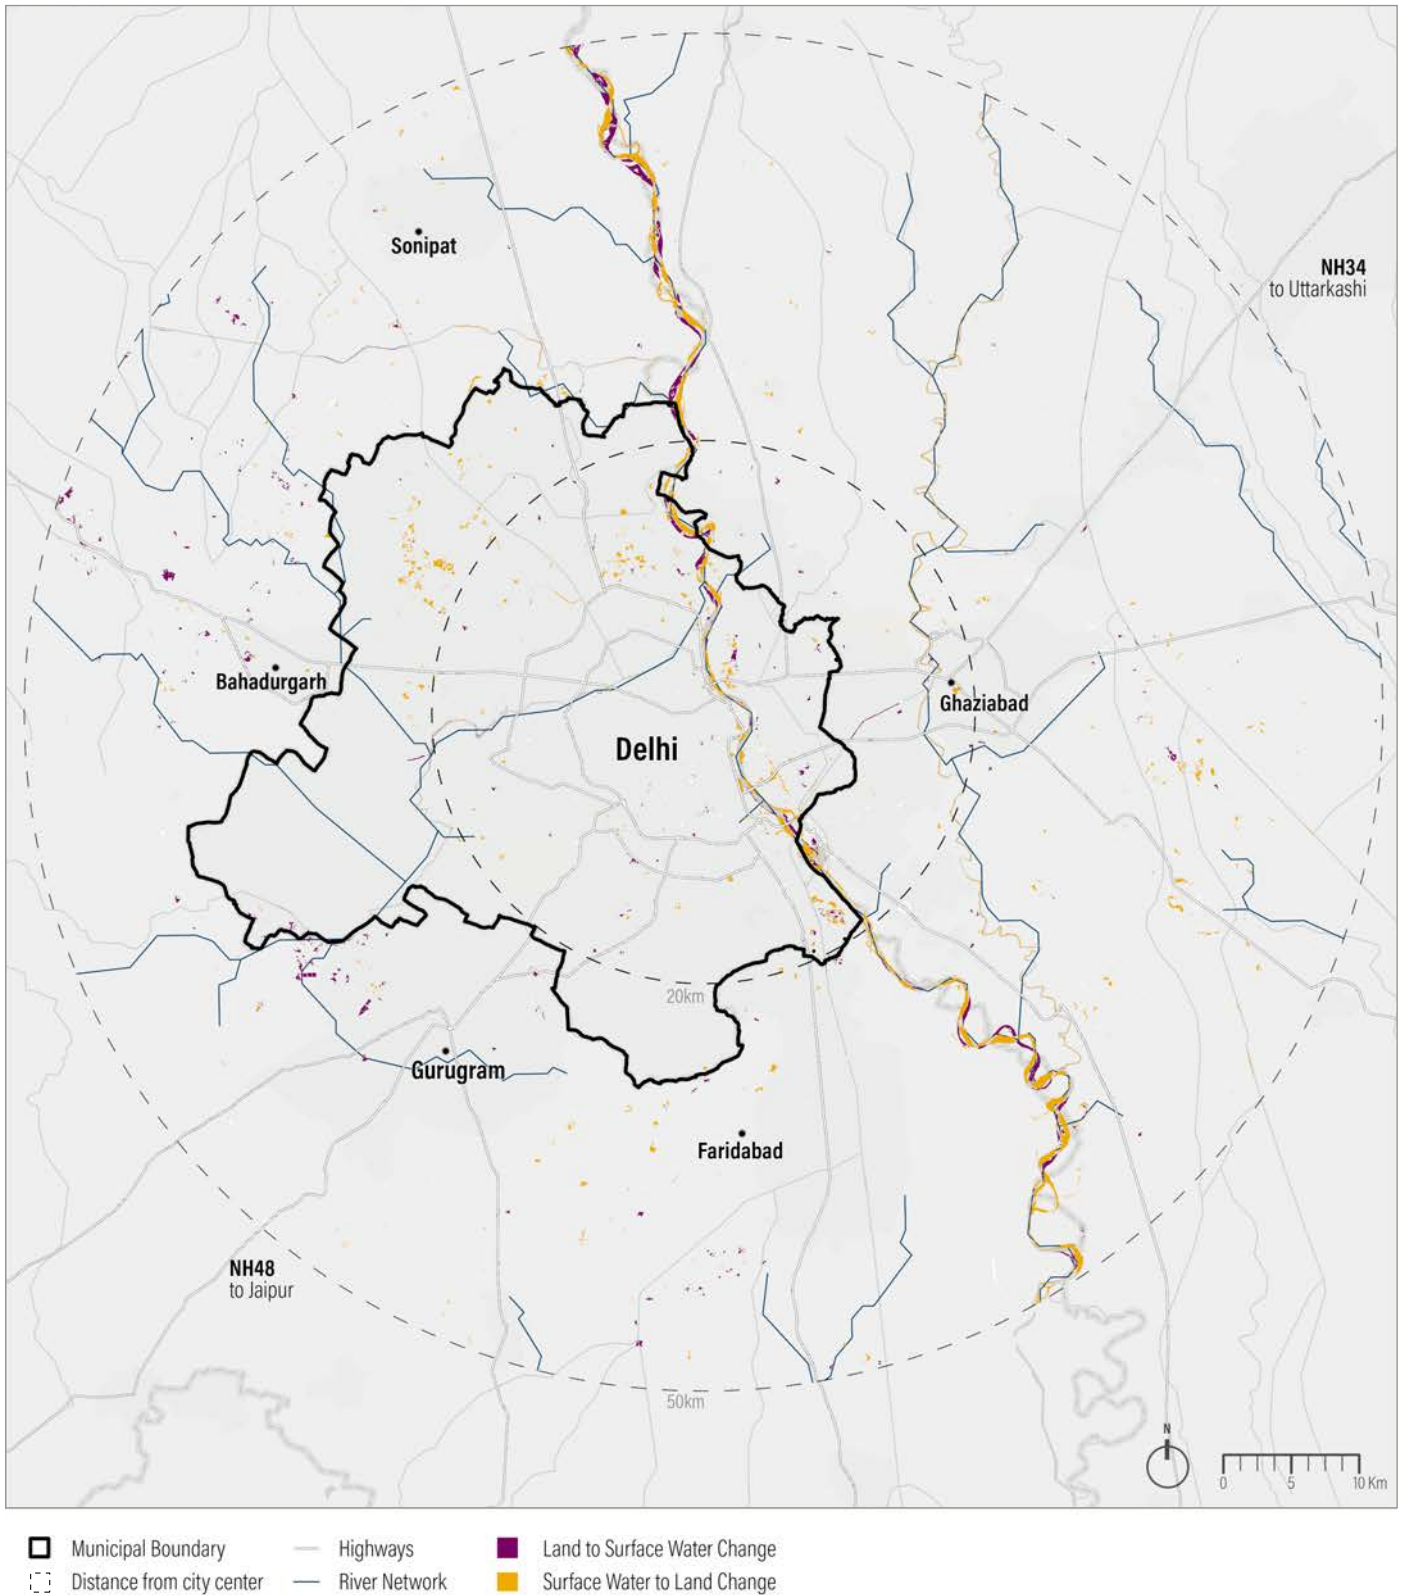 Sonipat
NH34
to Uttarkashi
Bahadurgarh
Ghaziabad
Delhi
20km
Gurugram
Faridabad
NH48
to Jaipur
50km
N
0 5 10 Km
Municipal Boundary
Highways
Land to Surface Water Change
Distance from city center
River Network
Surface Water to Land Change